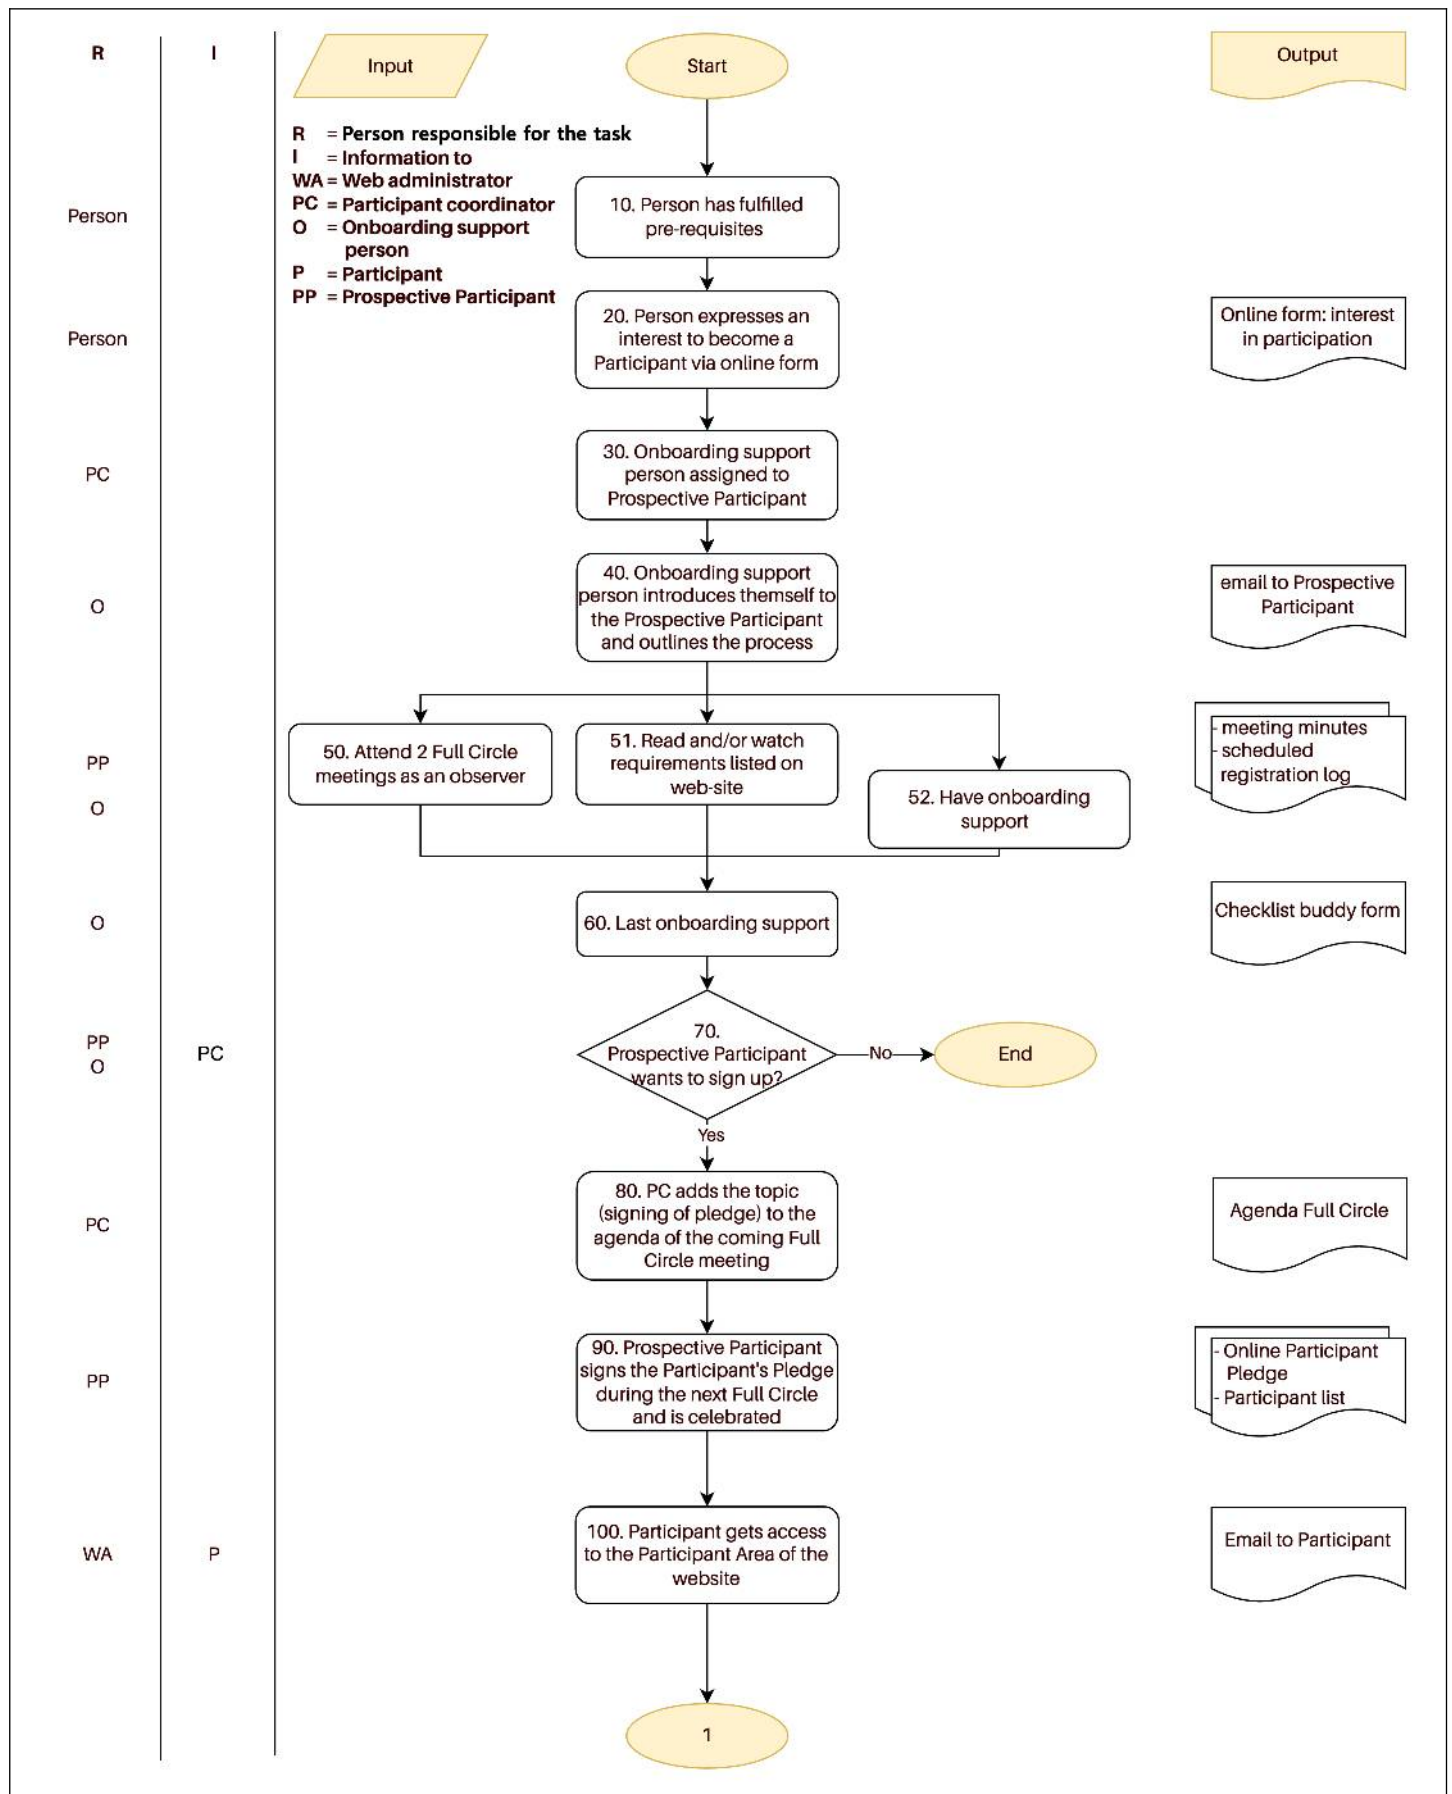 R
I
Input
Start
Output
R = Person responsible for the task
I = Information to
WA = Web administrator
PC = Participant coordinator
O = Onboarding support
person
P = Participant
PP = Prospective Participant
Person
10. Person has fulfilled
pre-requisites
Person
20. Person expresses an
interest to become a
Participant via online form
Online form: interest
in participation
PC
30. Onboarding support
person assigned to
Prospective Participant
O
40. Onboarding support
person introduces themself to
the Prospective Participant
and outlines the process
email to Prospective
Participant
PP
O
50. Attend 2 Full Circle
meetings as an observer
51. Read and/or watch
requirements listed on
web-site
52. Have onboarding
support
- meeting minutes
- scheduled
registration log
O
60. Last onboarding support
Checklist buddy form
PP
O
PC
70.
Prospective Participant
wants to sign up?
No
End
Yes
PC
80. PC adds the topic
(signing of pledge) to the
agenda of the coming Full
Circle meeting
Agenda Full Circle
PP
90. Prospective Participant
signs the Participant's Pledge
during the next Full Circle
and is celebrated
- Online Participant
Pledge
- Participant list
WA
P
100. Participant gets access
to the Participant Area of the
website
Email to Participant
1